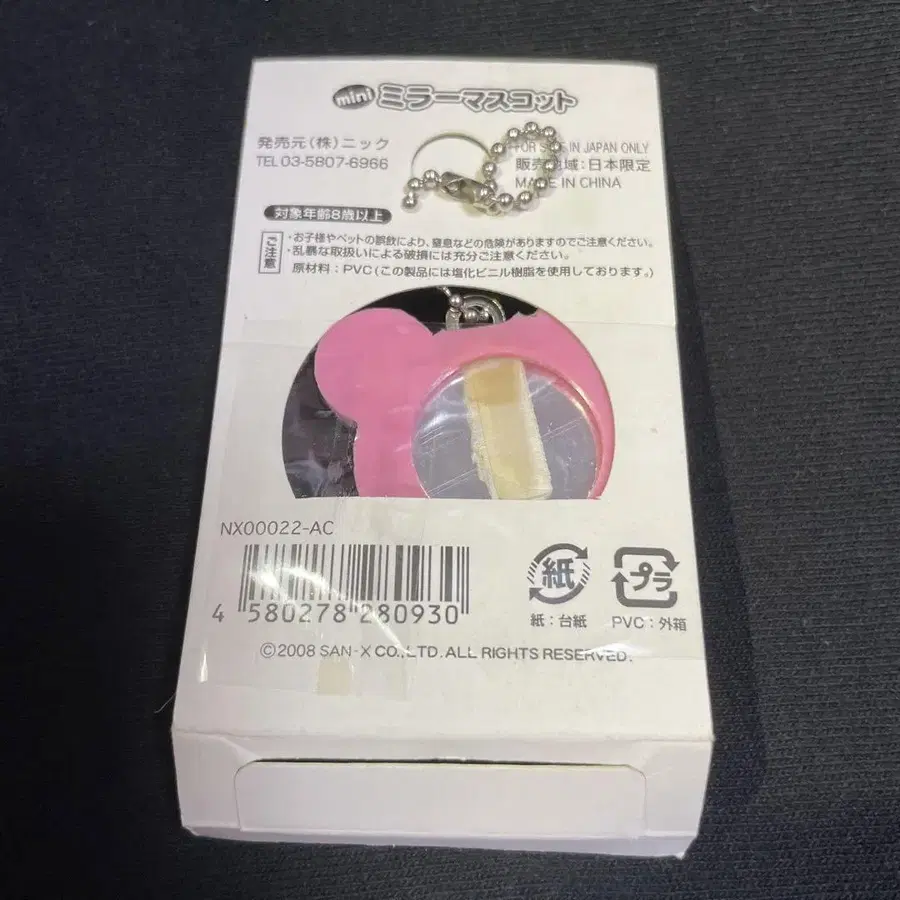 mini ミラーマスコット
発売元(株)ニック
TEL 03-5807-6966
FOR SALE IN JAPAN ONLY
販売地域:日本限定
MADE IN CHINA
対象年齢8歳以上
ご注意
・お子様やペットの誤飲により、窒息などの危険がありますのでご注意ください。
・乱暴な取扱いによる破損には充分ご注意ください。
原材料:PVC(この製品には塩化ビニル樹脂を使用しております。)
NX00022-AC
4 580278 280930
紙
プラ
紙:台紙
PVC:外箱
©2008 SAN-X CO.,LTD. ALL RIGHTS RESERVED.